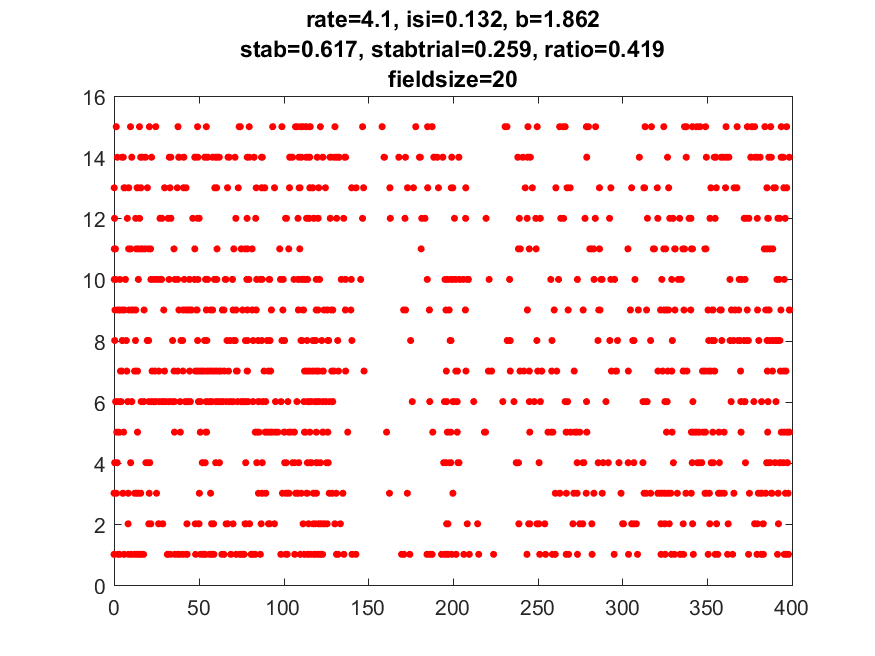 rate=4.1, isi=0.132, b=1.862
stab=0.617, stabtrial=0.259, ratio=0.419
fieldsize=20
16
14
12
10
8
6
4
2
0
0 50 100 150 200 250 300 350 400